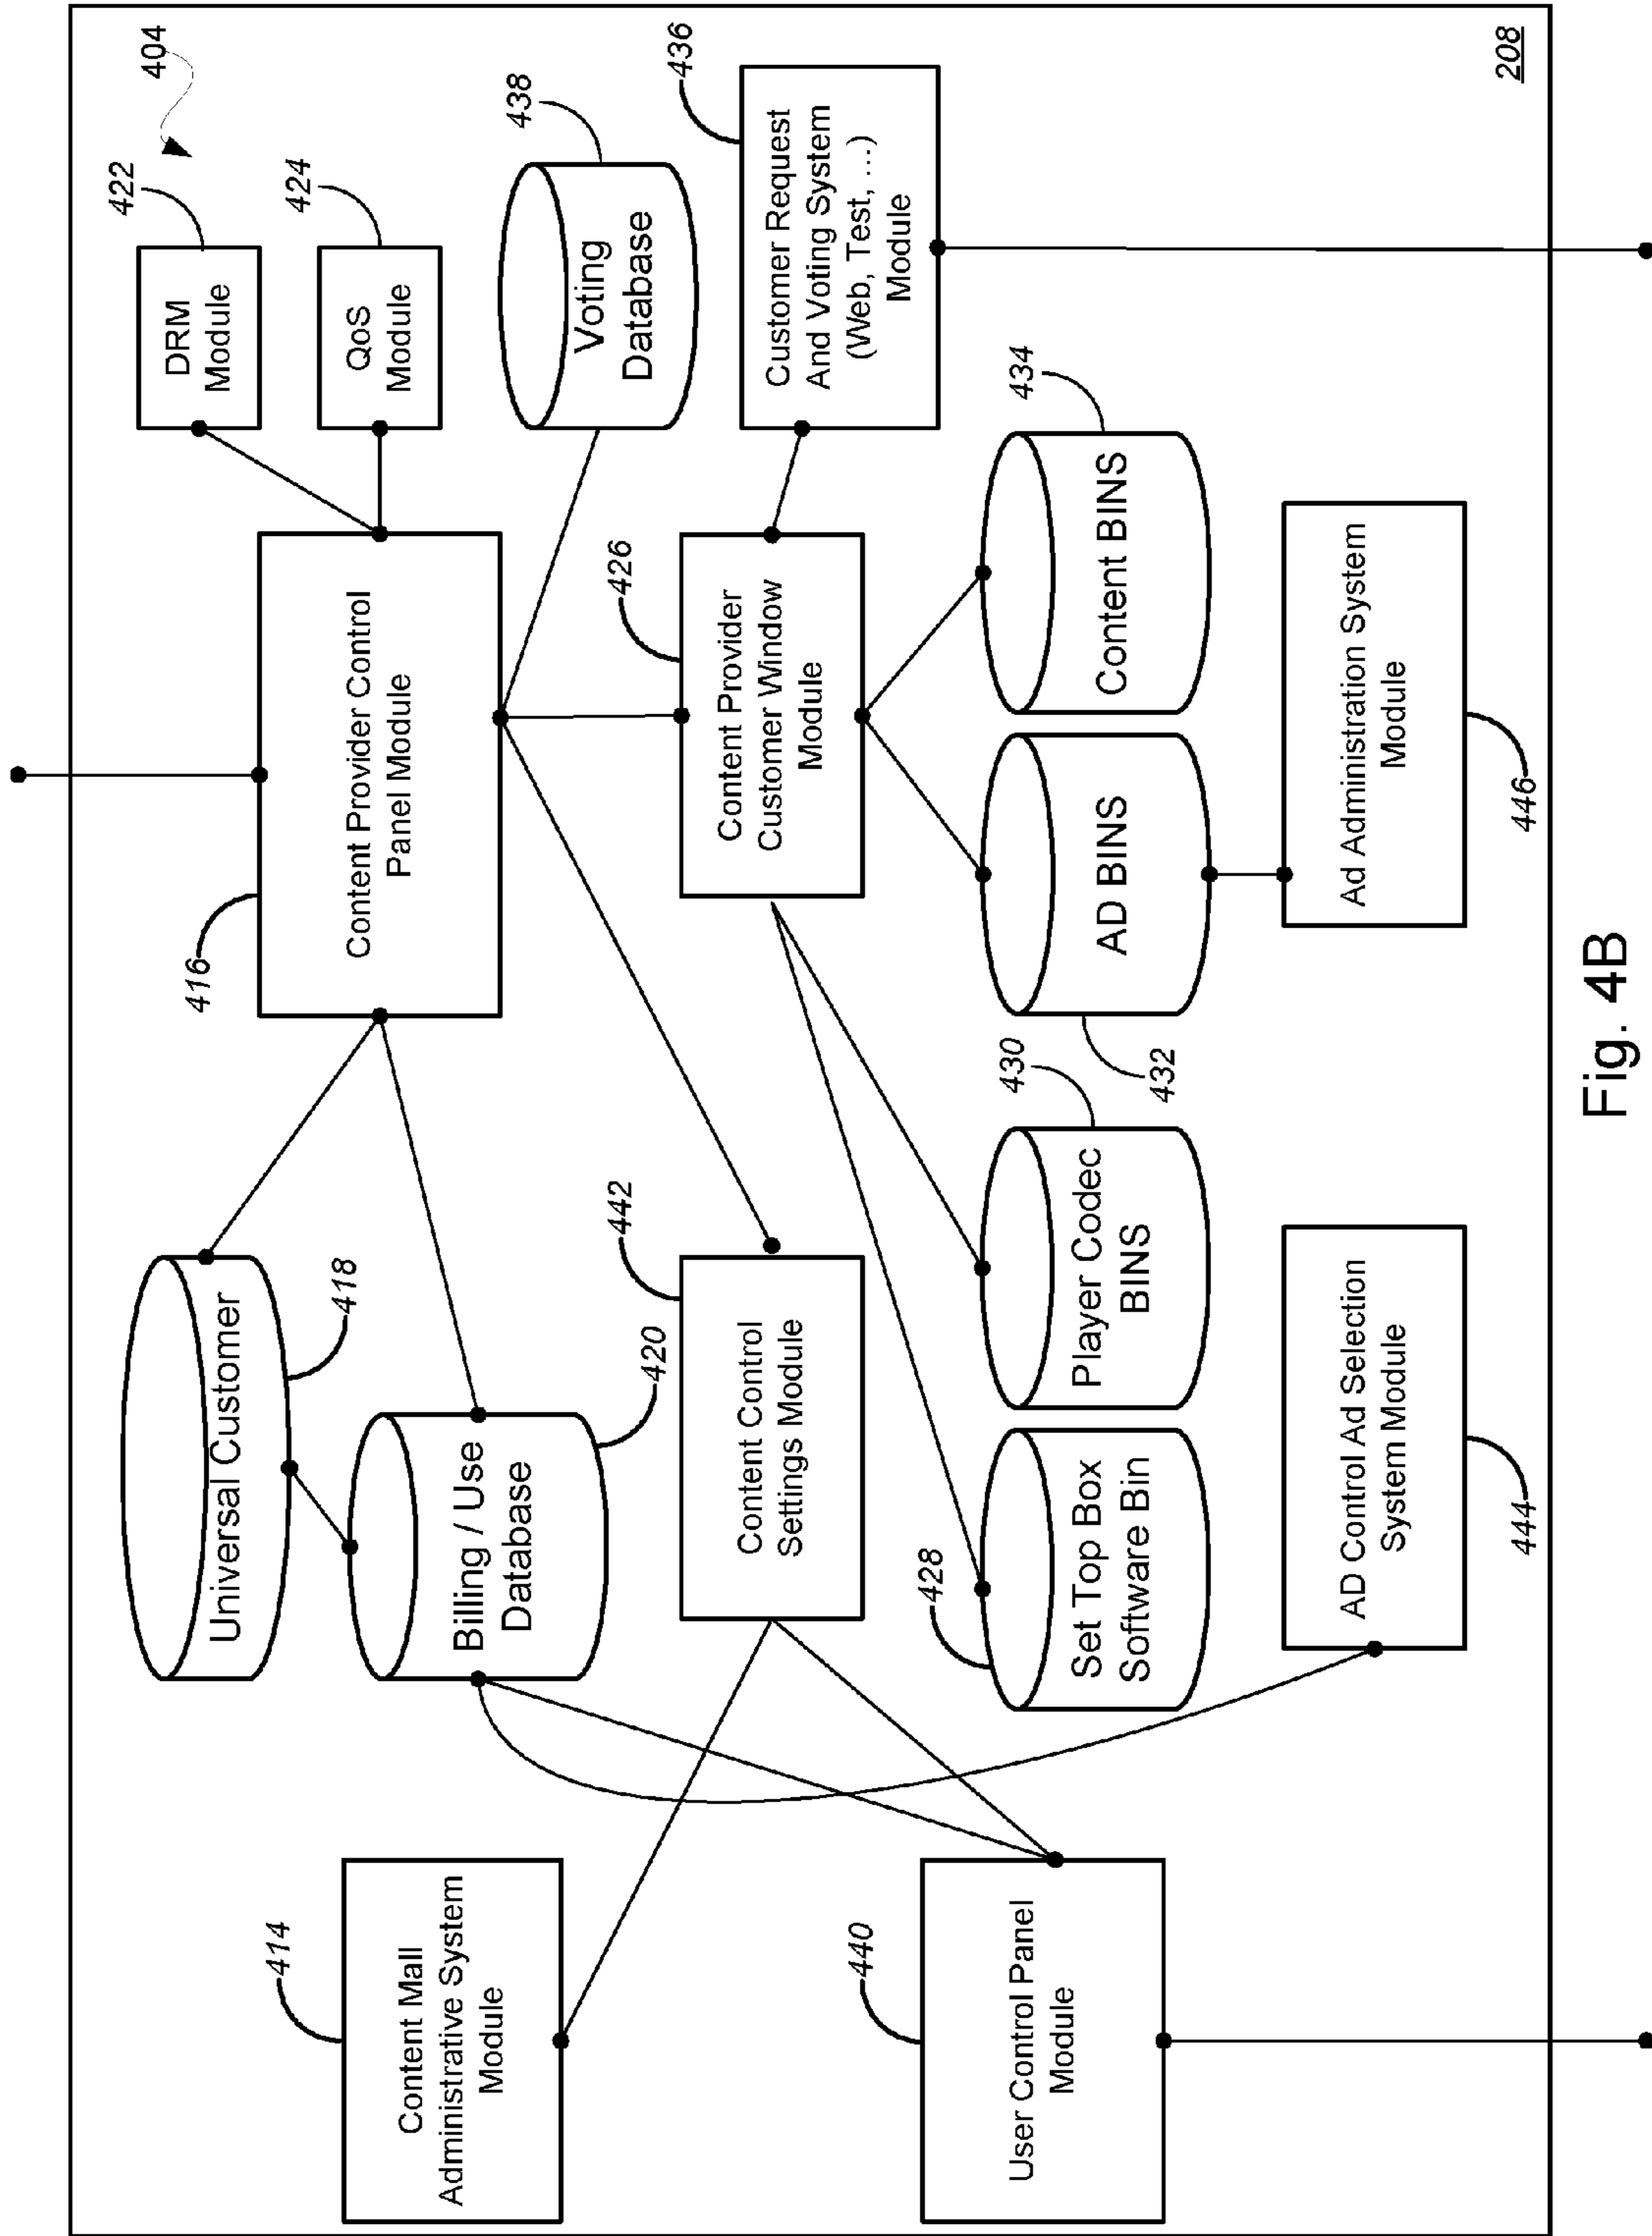 404
422
DRM
Module
424
QoS
Module
438
Voting
Database
436
Customer Request
And Voting System
(Web, Test, ...)
Module
416
Content Provider Control
Panel Module
426
Content Provider
Customer Window
Module
434
Content BINS
432
AD BINS
446
Ad Administration System
Module
418
Universal Customer
420
Billing / Use
Database
442
Content Control
Settings Module
430
Player Codec
BINS
428
Set Top Box
Software Bin
444
AD Control Ad Selection
System Module
414
Content Mall
Administrative System
Module
440
User Control Panel
Module
208
Fig. 4B